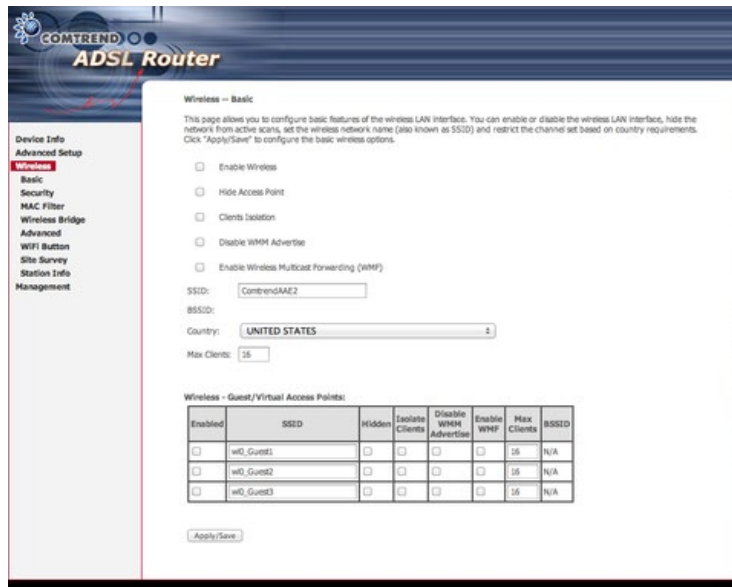 COMTREND
ADSL Router
Device Info
Advanced Setup
Wireless
Basic
Security
MAC Filter
Wireless Bridge
Advanced
WiFi Button
Site Survey
Station Info
Management
Wireless -- Basic
This page allows you to configure basic features of the wireless LAN interface. You can enable or disable the wireless LAN interface, hide the
network from active scans, set the wireless network name (also known as SSID) and restrict the channel set based on country requirements.
Click "Apply/Save" to configure the basic wireless options.
Enable Wireless
Hide Access Point
Clients Isolation
Disable WMM Advertise
Enable Wireless Multicast Forwarding (WMF)
SSID: ComtrendAAE2
BSSID:
Country: UNITED STATES
Max Clients: 16
Wireless - Guest/Virtual Access Points:
Enabled SSID Hidden Isolate Clients Disable WMM Advertise Enable WMF Max Clients BSSID
wl0_Guest1 16 N/A
wl0_Guest2 16 N/A
wl0_Guest3 16 N/A
Apply/Save